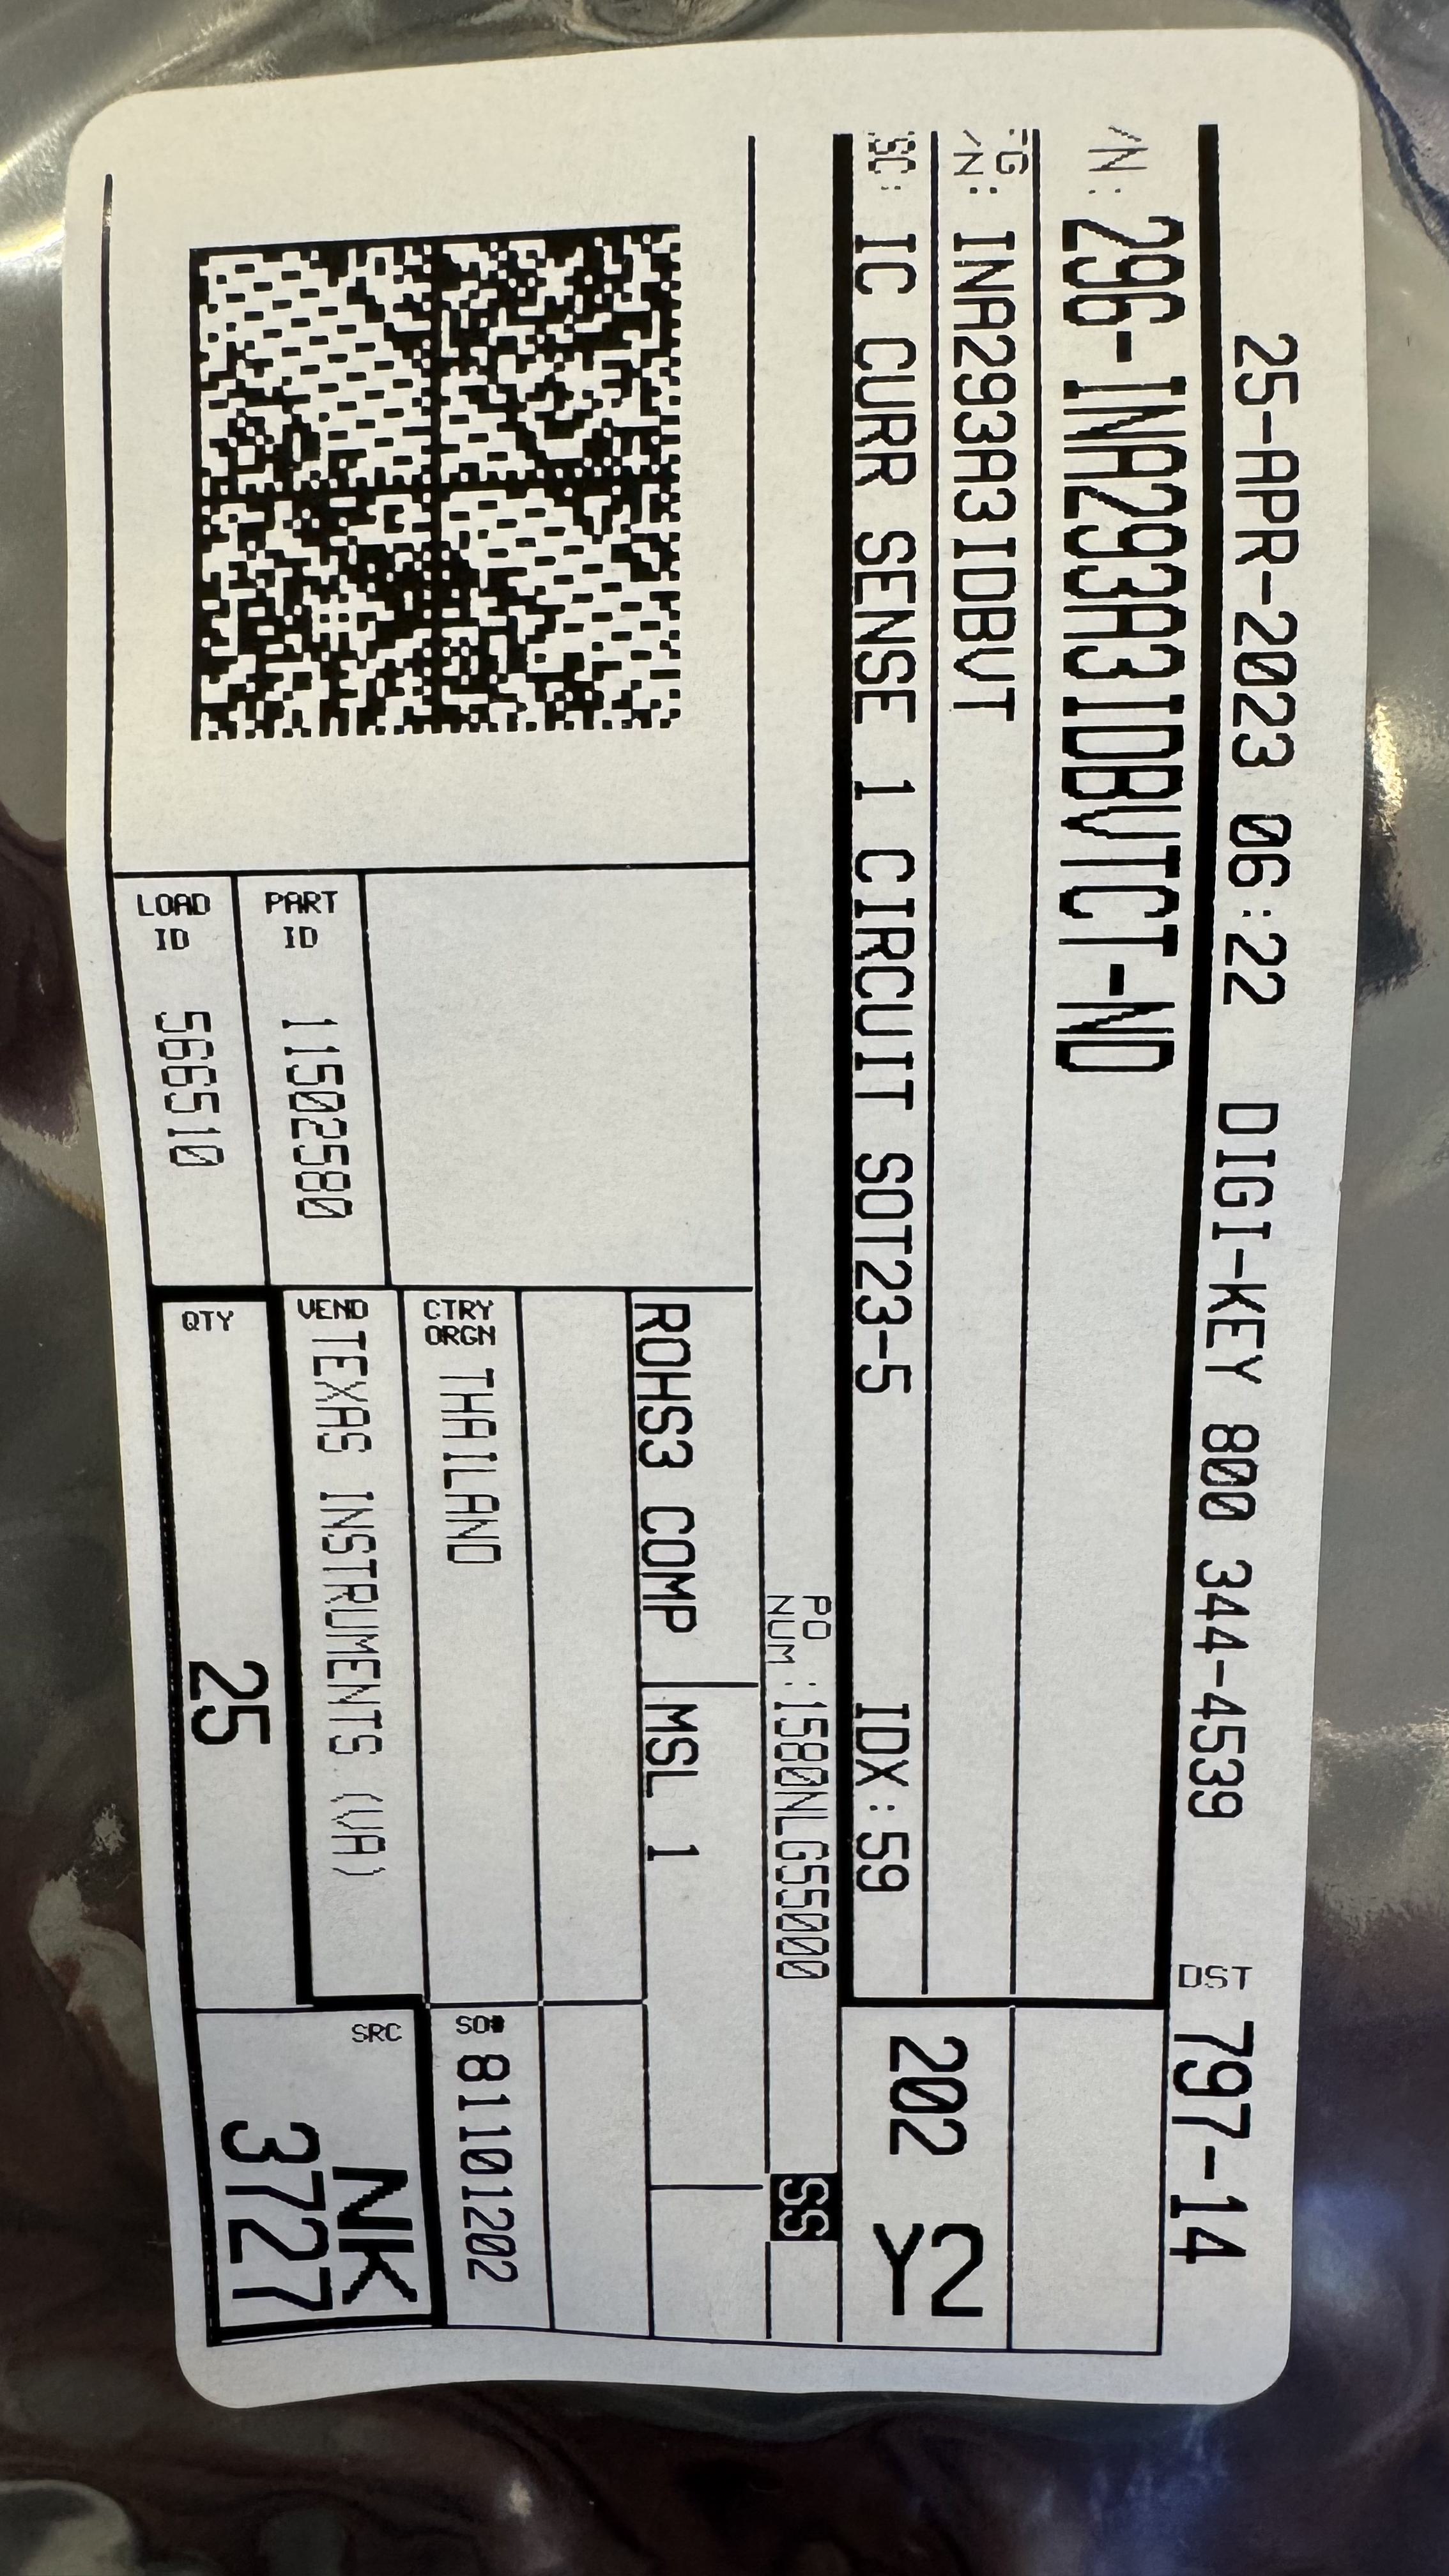 25-APR-2023 06:22 DIGI-KEY 800 344-4539 DST 797-14
/N: 296-INA293A3IDBVTCT-ND
FG
/N: INA293A3IDBVT
SC: IC CURR SENSE 1 CIRCUIT SOT23-5 IDX:59
202 Y2
PO
NUM :1580NLG55000 SS
ROHS3 COMP MSL 1
CTRY
ORGN THAILAND
SO# 81101202
PART
ID 11502580
VEND TEXAS INSTRUMENTS (VA)
LOAD
ID 566510
QTY 25
SRC NK
3727